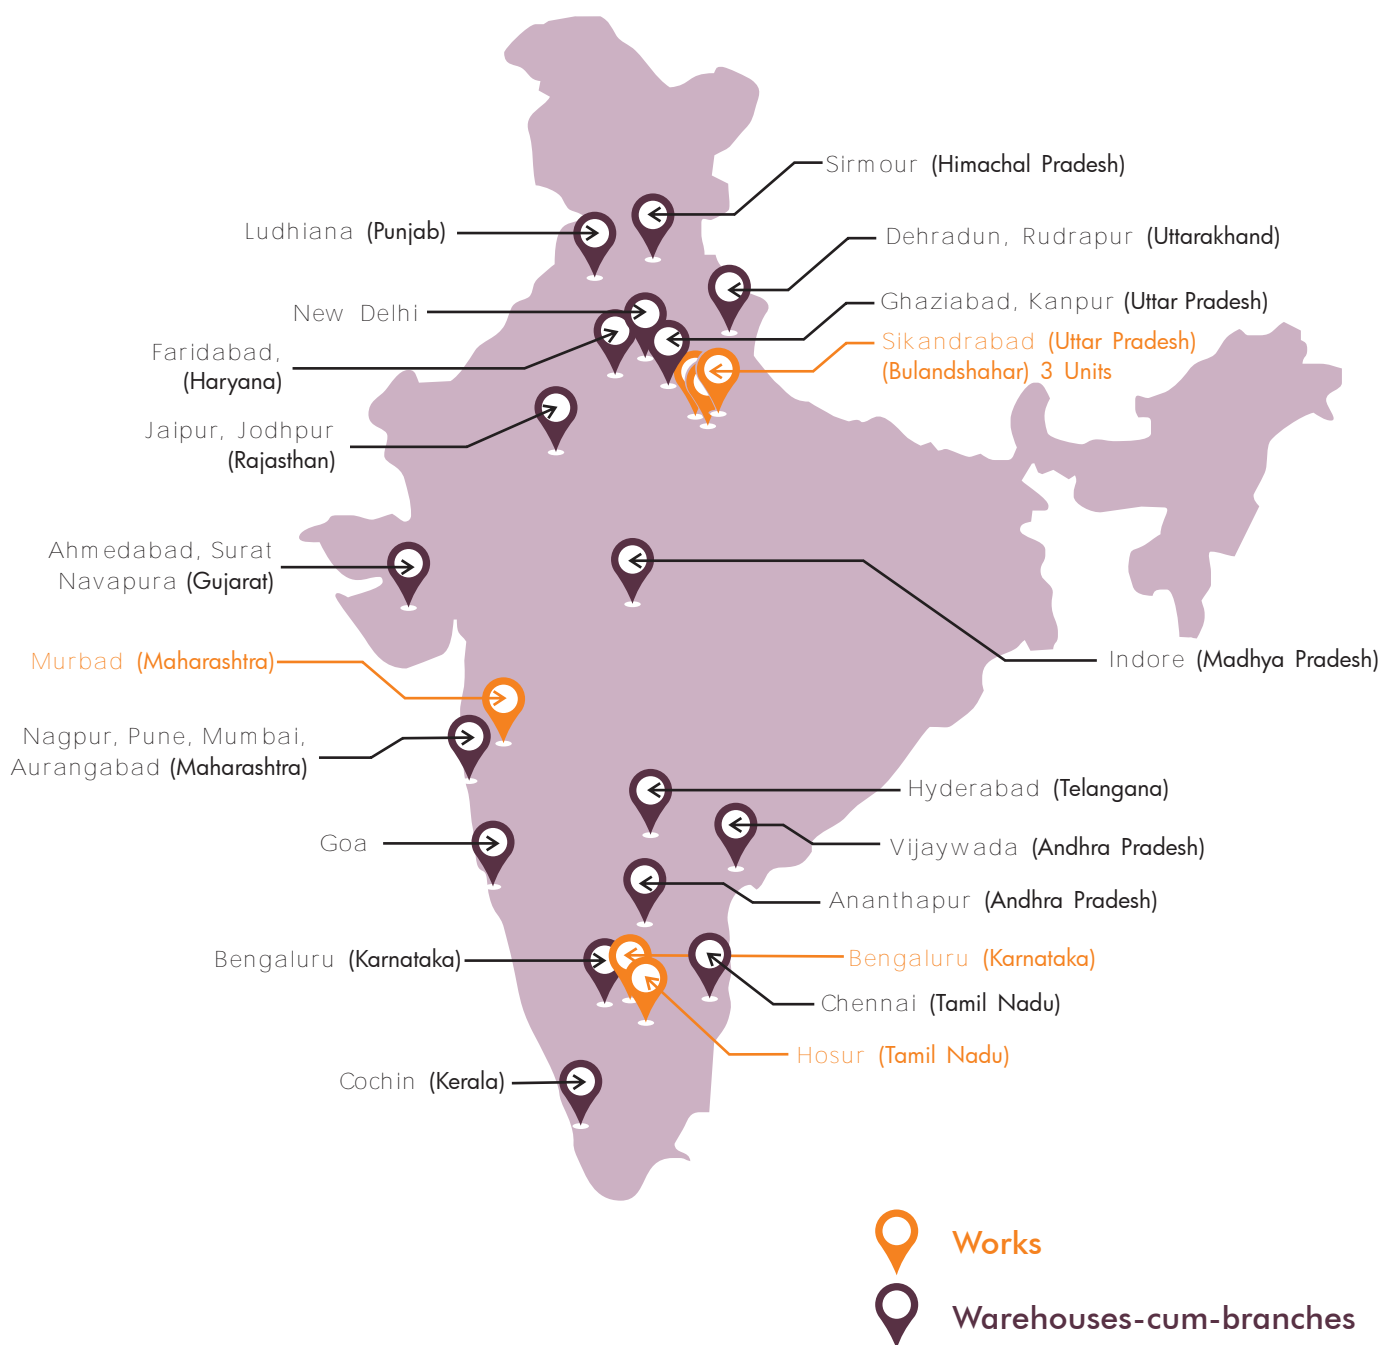 Sirmour (Himachal Pradesh)
Ludhiana (Punjab)
Dehradun, Rudrapur (Uttarakhand)
New Delhi
Ghaziabad, Kanpur (Uttar Pradesh)
Faridabad,
(Haryana)
Sikandrabad (Uttar Pradesh)
(Bulandshahar) 3 Units
Jaipur, Jodhpur
(Rajasthan)
Ahmedabad, Surat
Navapura (Gujarat)
Murbad (Maharashtra)
Indore (Madhya Pradesh)
Nagpur, Pune, Mumbai,
Aurangabad (Maharashtra)
Hyderabad (Telangana)
Goa
Vijaywada (Andhra Pradesh)
Ananthapur (Andhra Pradesh)
Bengaluru (Karnataka)
Bengaluru (Karnataka)
Chennai (Tamil Nadu)
Hosur (Tamil Nadu)
Cochin (Kerala)
Works
Warehouses-cum-branches